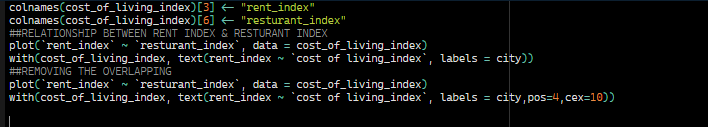 colnames(cost_of_living_index)[3] <- "rent_index"
colnames(cost_of_living_index)[6] <- "resturant_index"
##RELATIONSHIP BETWEEN RENT INDEX & RESTURANT INDEX
plot(`rent_index` ~ `resturant_index`, data = cost_of_living_index)
with(cost_of_living_index, text(rent_index ~ `cost of living_index`, labels = city))
##REMOVING THE OVERLAPPING
plot(`rent_index` ~ `resturant_index`, data = cost_of_living_index)
with(cost_of_living_index, text(rent_index ~ `cost of living_index`, labels = city,pos=4,cex=10))